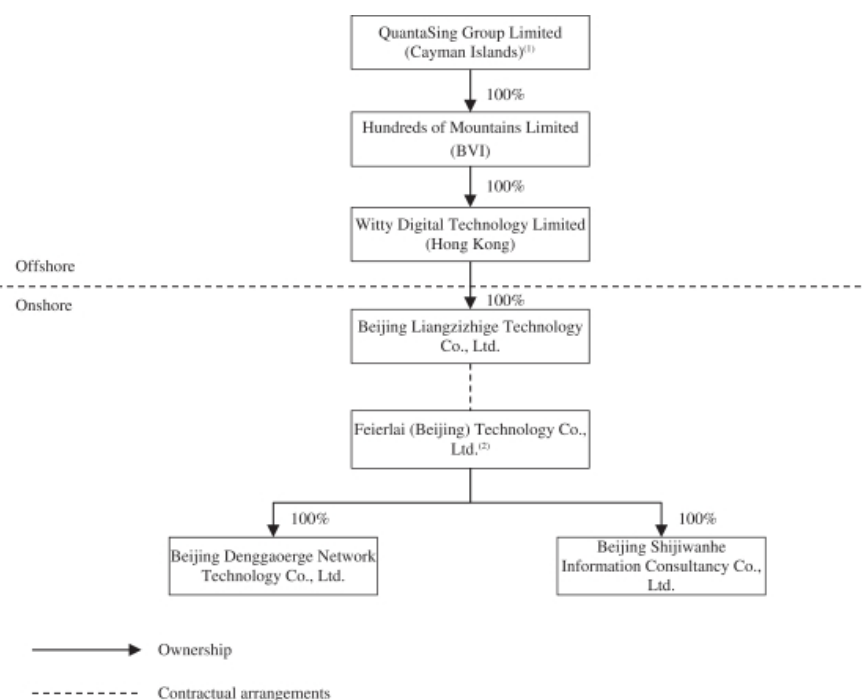 QuantaSing Group Limited
(Cayman Islands)(1)
100%
Hundreds of Mountains Limited
(BVI)
100%
Witty Digital Technology Limited
(Hong Kong)
Offshore
Onshore
100%
Beijing Liangzizhige Technology
Co., Ltd.
Feierlai (Beijing) Technology Co.,
Ltd.(2)
100%
100%
Beijing Denggaoerge Network
Technology Co., Ltd.
Beijing Shijiwanhe
Information Consultancy Co.,
Ltd.
Ownership
Contractual arrangements